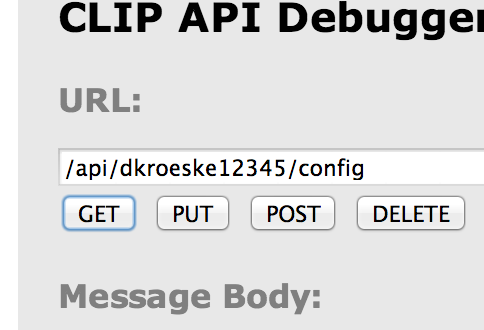 CLIP API Debugger
URL:
/api/dkroeske12345/config
GET PUT POST DELETE
Message Body: